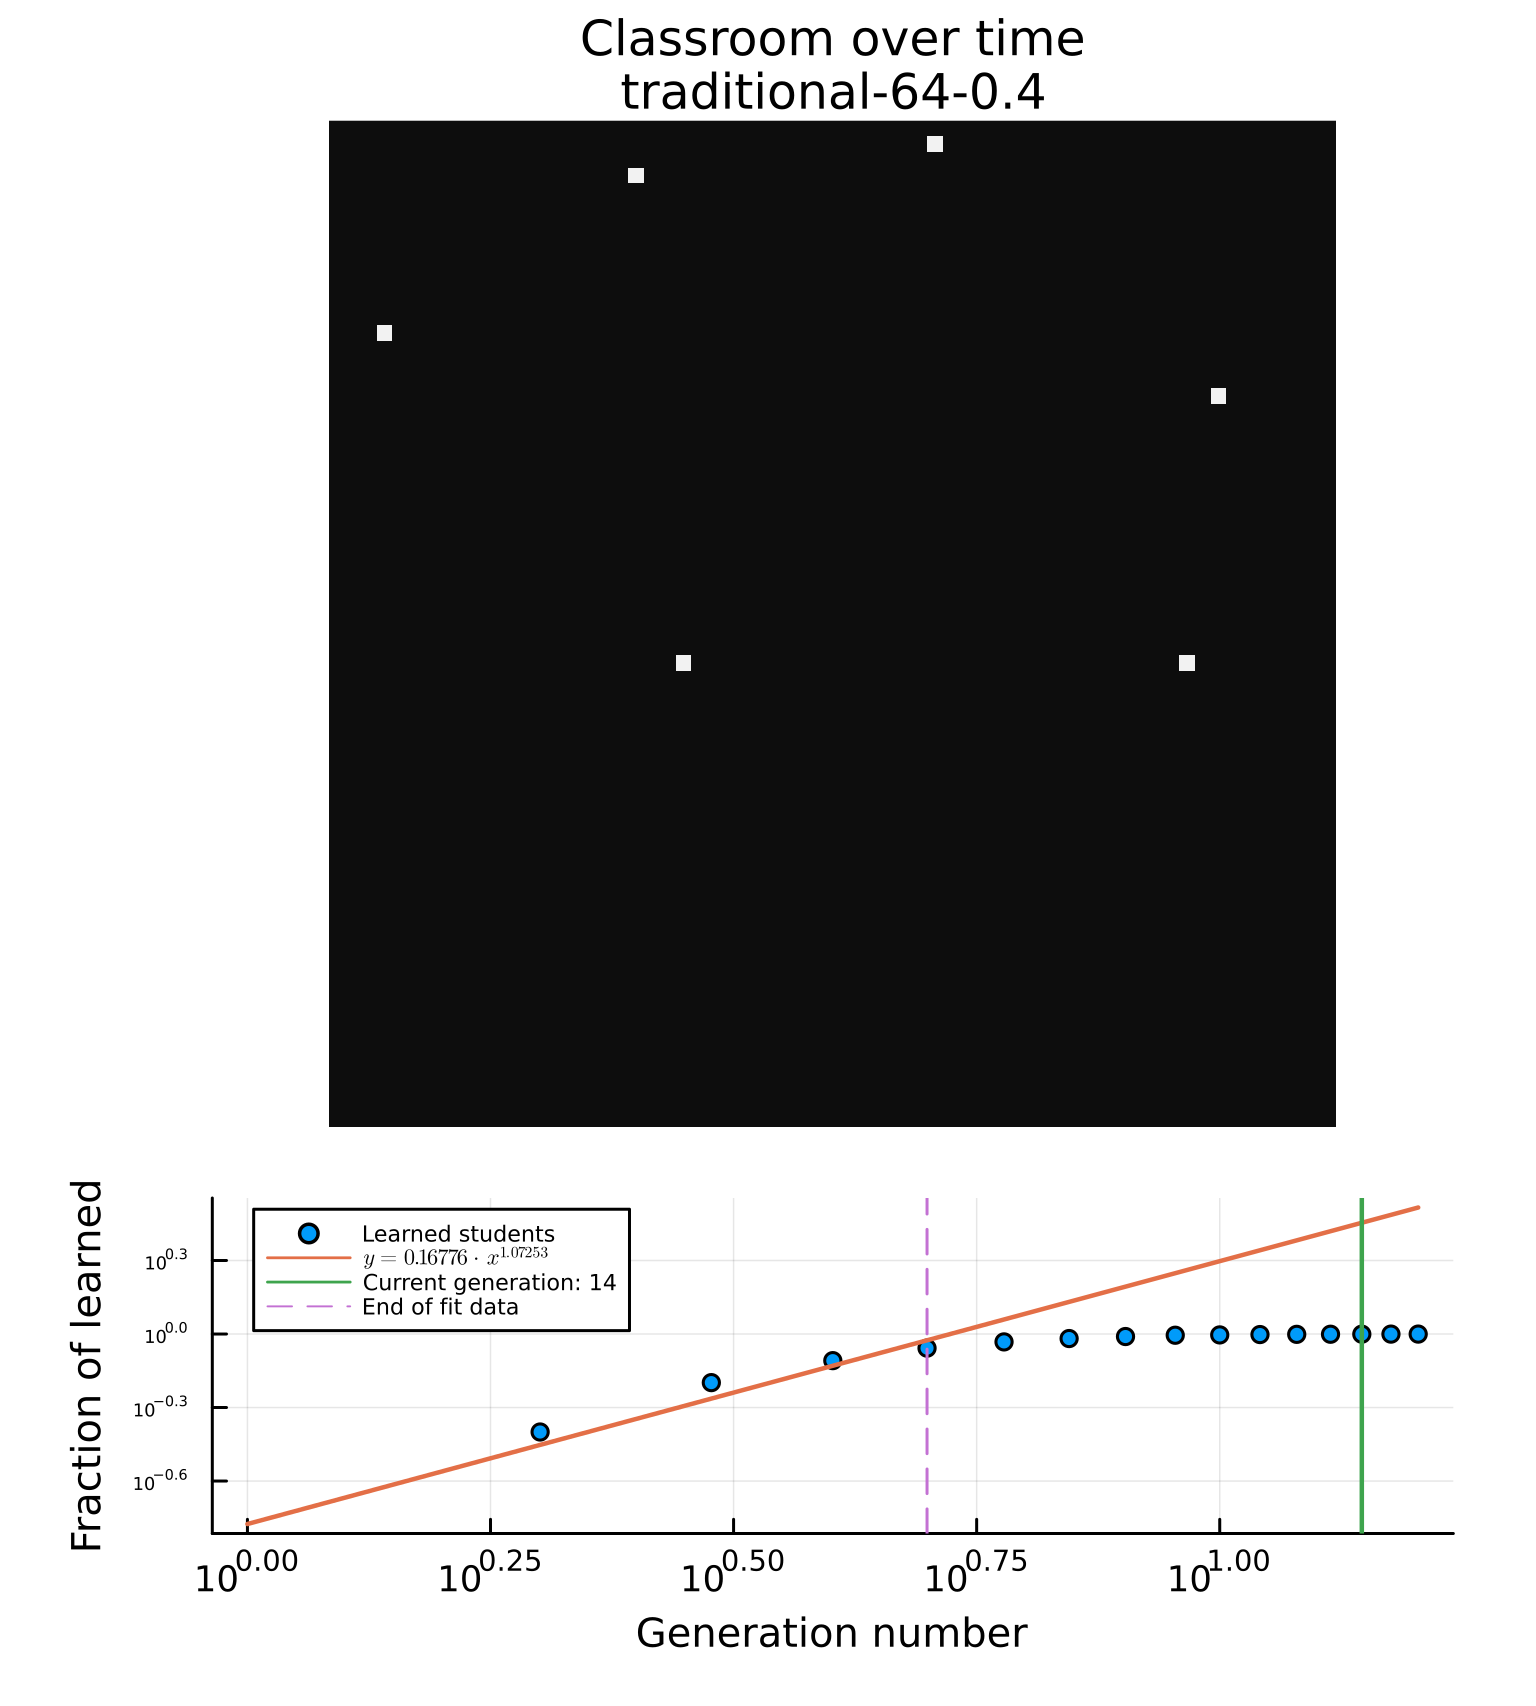 Classroom over time
traditional-64-0.4
Fraction of learned
10^0.3
10^0.0
10^−0.3
10^−0.6
Learned students
y = 0.16776 · x^1.07253
Current generation: 14
End of fit data
10^0.00 10^0.25 10^0.50 10^0.75 10^1.00
Generation number